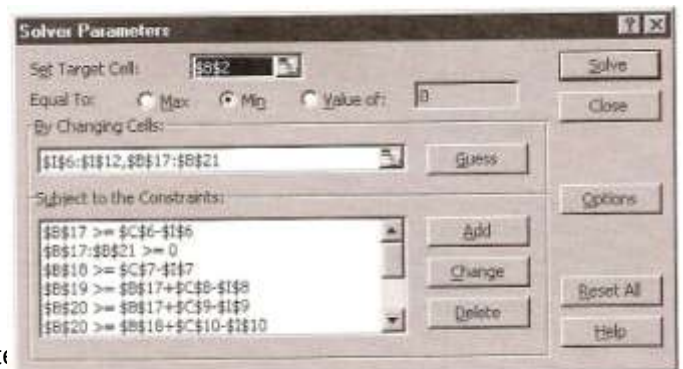 Solver Parameters
Set Target Cell: $B$2 Solve
Equal To: Max Min Value of: 0 Close
By Changing Cells:
$I$6:$I$12,$B$17:$B$21 Guess
Subject to the Constraints: Options
$B$17 >= $C$6-$I$6 Add
$B$17:$B$21 >= 0
$B$18 >= $C$7-$I$7 Change
$B$19 >= $B$17+$C$8-$I$8 Reset All
$B$20 >= $B$17+$C$9-$I$9 Delete
$B$20 >= $B$18+$C$10-$I$10 Help